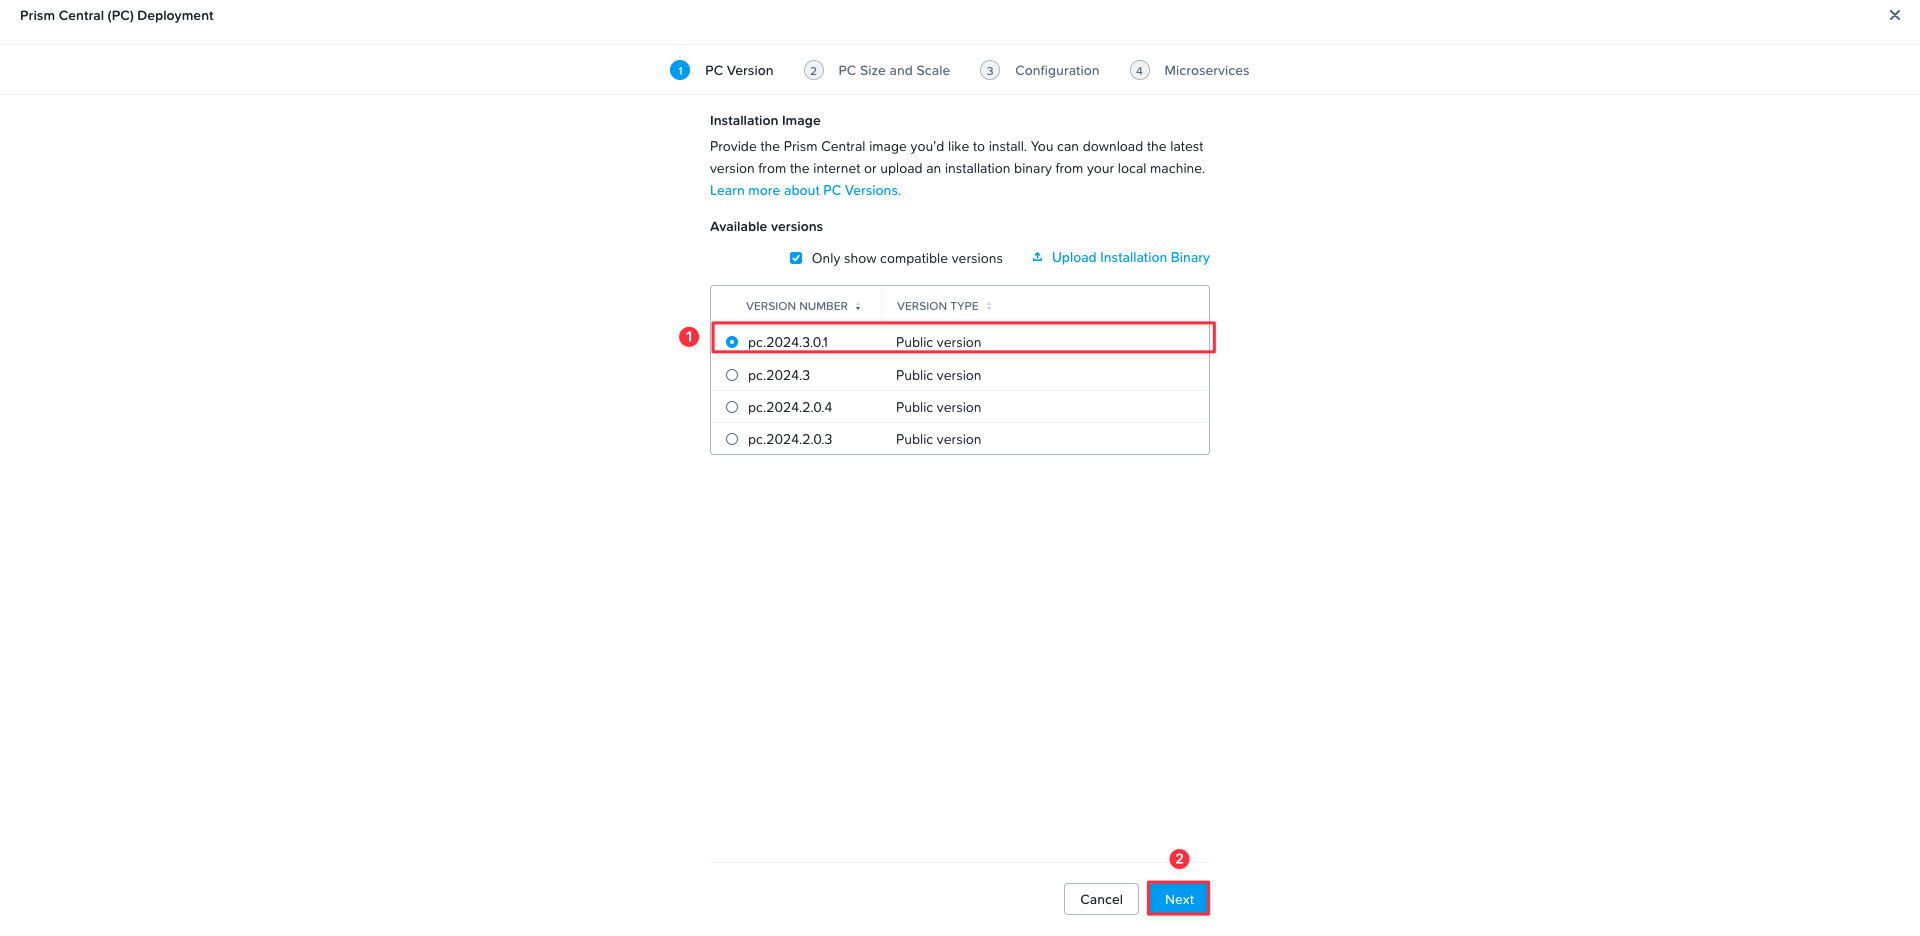 Prism Central (PC) Deployment
1 PC Version 2 PC Size and Scale 3 Configuration 4 Microservices
Installation Image
Provide the Prism Central image you'd like to install. You can download the latest
version from the internet or upload an installation binary from your local machine.
Learn more about PC Versions.
Available versions
Only show compatible versions Upload Installation Binary
VERSION NUMBER VERSION TYPE
1 pc.2024.3.0.1 Public version
pc.2024.3 Public version
pc.2024.2.0.4 Public version
pc.2024.2.0.3 Public version
2
Cancel Next